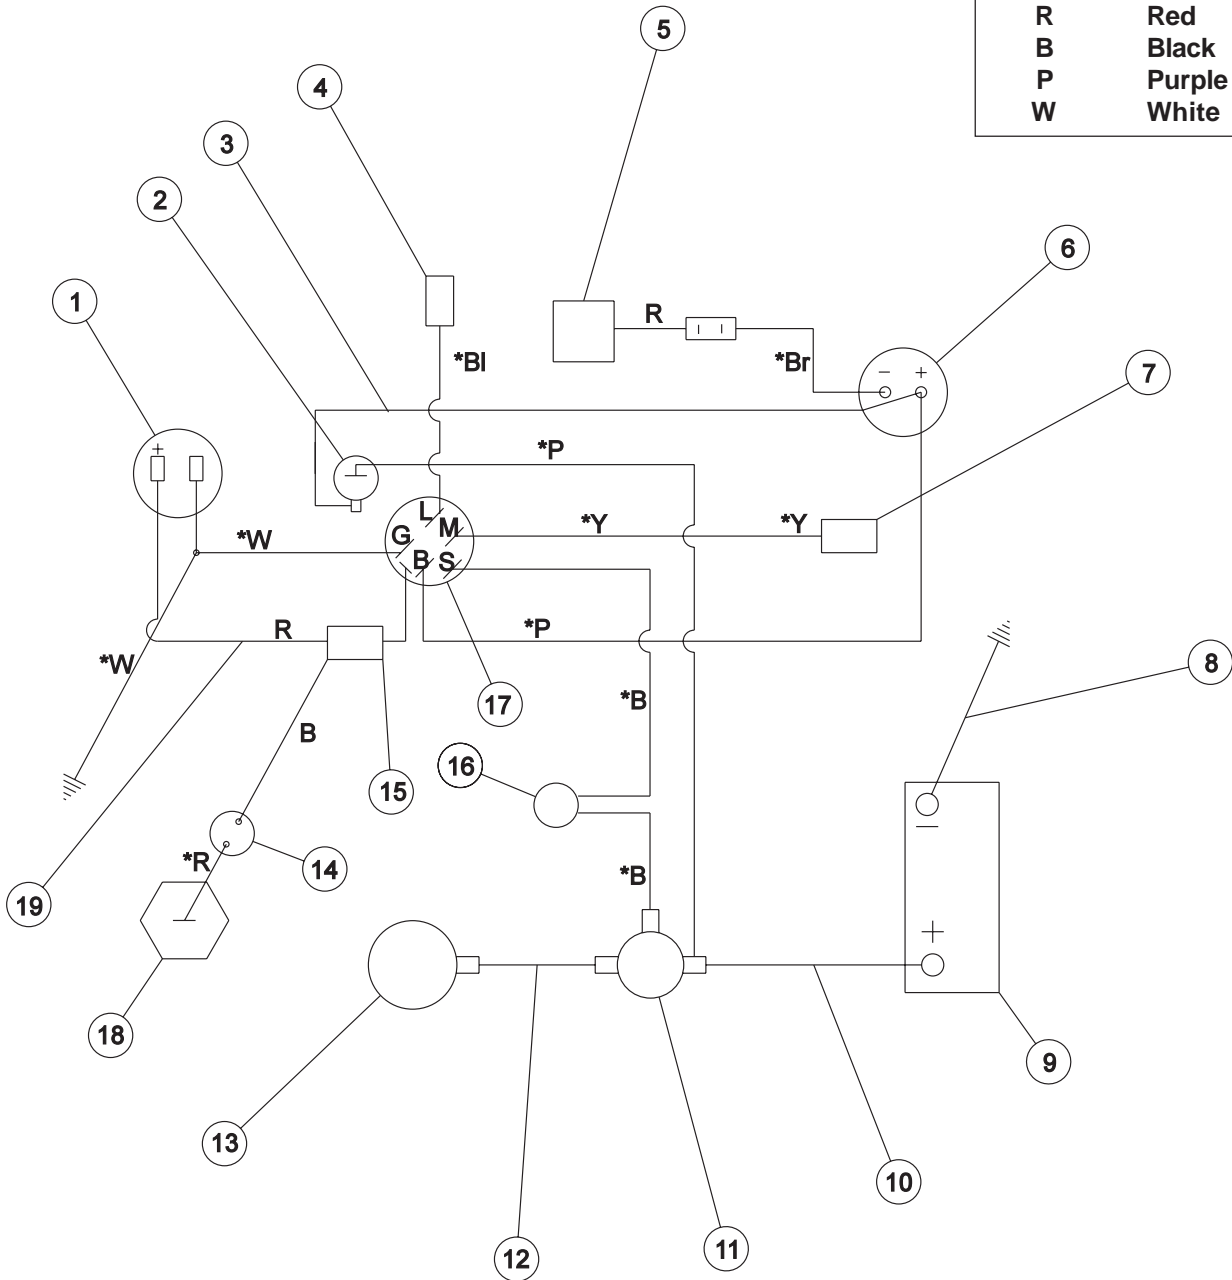 R Red
B Black
P Purple
W White
5
4
3
2
6
1
R
*Bl
*Br
- +
7
+
*P
L
M
*Y
*Y
G
*W
B S
R
*P
*W
8
*B
17
B
16
15
−
14
*R
*B
19
+
18
9
13
10
12
11